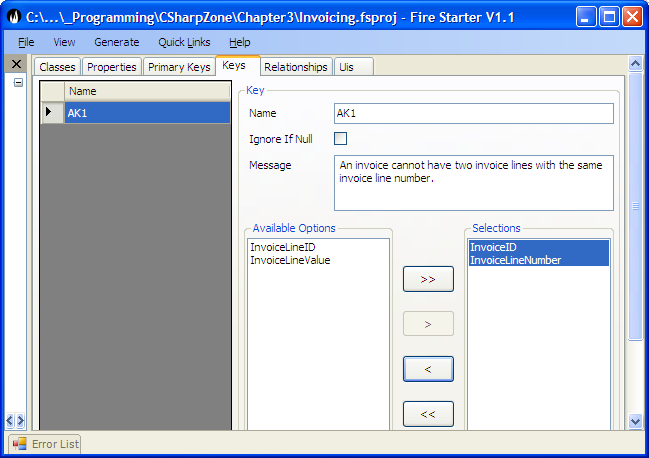 C:\...\_Programming\CSharpZone\Chapter3\Invoicing.fsproj - Fire Starter V1.1
File View Generate Quick Links Help
Classes Properties Primary Keys Keys Relationships Uis
Name
AK1
Key
Name AK1
Ignore If Null
Message An invoice cannot have two invoice lines with the same
invoice line number.
Available Options
InvoiceLineID
InvoiceLineValue
>>
>
<
<<
Selections
InvoiceID
InvoiceLineNumber
Error List